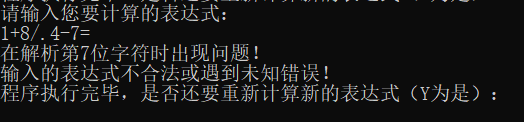 请输入您要计算的表达式：
1+8/.4-7=
在解析第7位字符时出现问题！
输入的表达式不合法或遇到未知错误！
程序执行完毕，是否还要重新计算新的表达式（Y为是）：